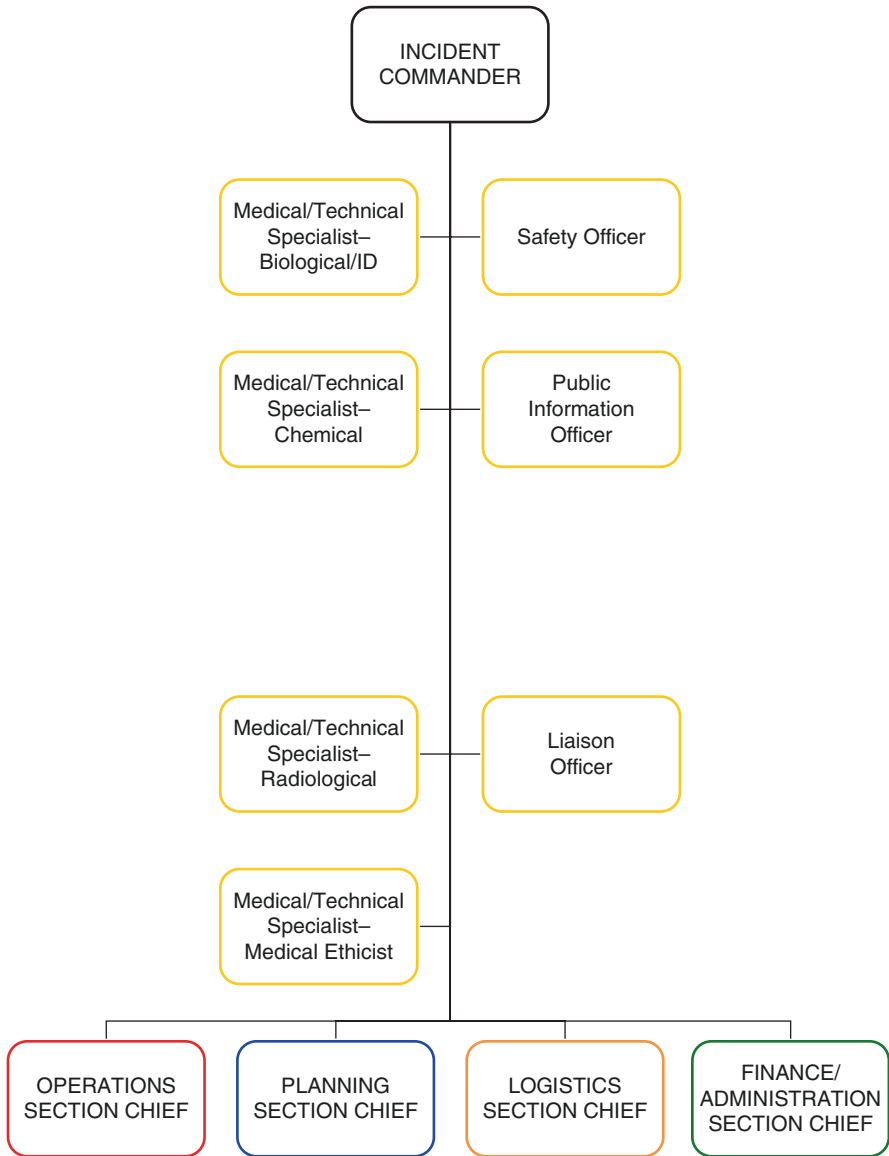 INCIDENT
COMMANDER
Medical/Technical
Specialist–
Biological/ID
Safety Officer
Medical/Technical
Specialist–
Chemical
Public
Information
Officer
Medical/Technical
Specialist–
Radiological
Liaison
Officer
Medical/Technical
Specialist–
Medical Ethicist
OPERATIONS
SECTION CHIEF
PLANNING
SECTION CHIEF
LOGISTICS
SECTION CHIEF
FINANCE/
ADMINISTRATION
SECTION CHIEF